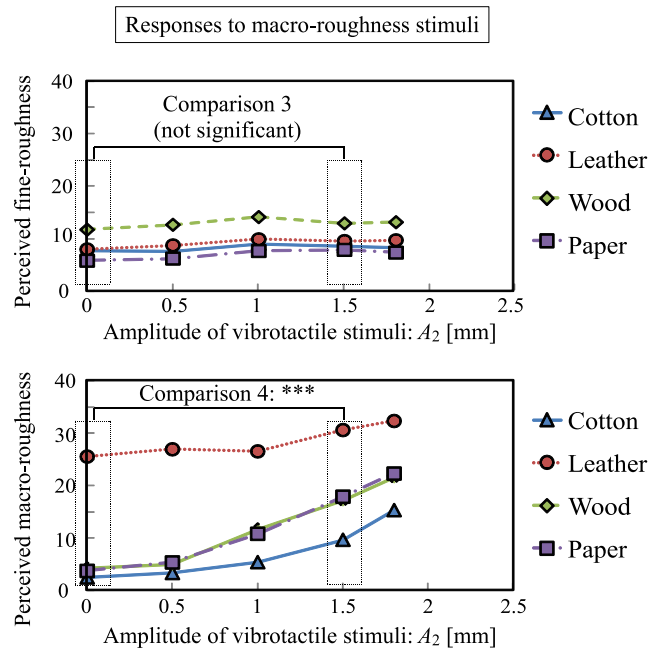 Responses to macro-roughness stimuli
Perceived fine-roughness
40
30
20
10
0
Comparison 3
(not significant)
0 0.5 1 1.5 2 2.5
Amplitude of vibrotactile stimuli: A2 [mm]
Cotton
Leather
Wood
Paper
Perceived macro-roughness
40
30
20
10
0
Comparison 4: ***
0 0.5 1 1.5 2 2.5
Amplitude of vibrotactile stimuli: A2 [mm]
Cotton
Leather
Wood
Paper